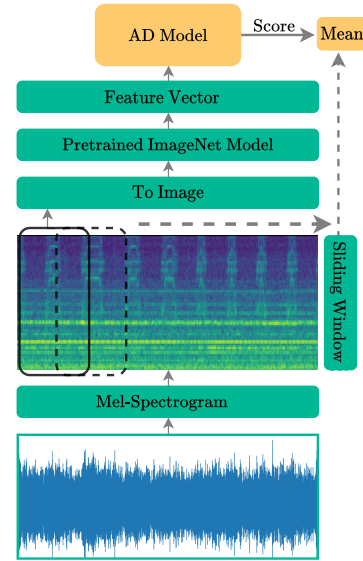 AD Model
Score
Mean
Feature Vector
Pretrained ImageNet Model
To Image
Sliding Window
Mel-Spectrogram